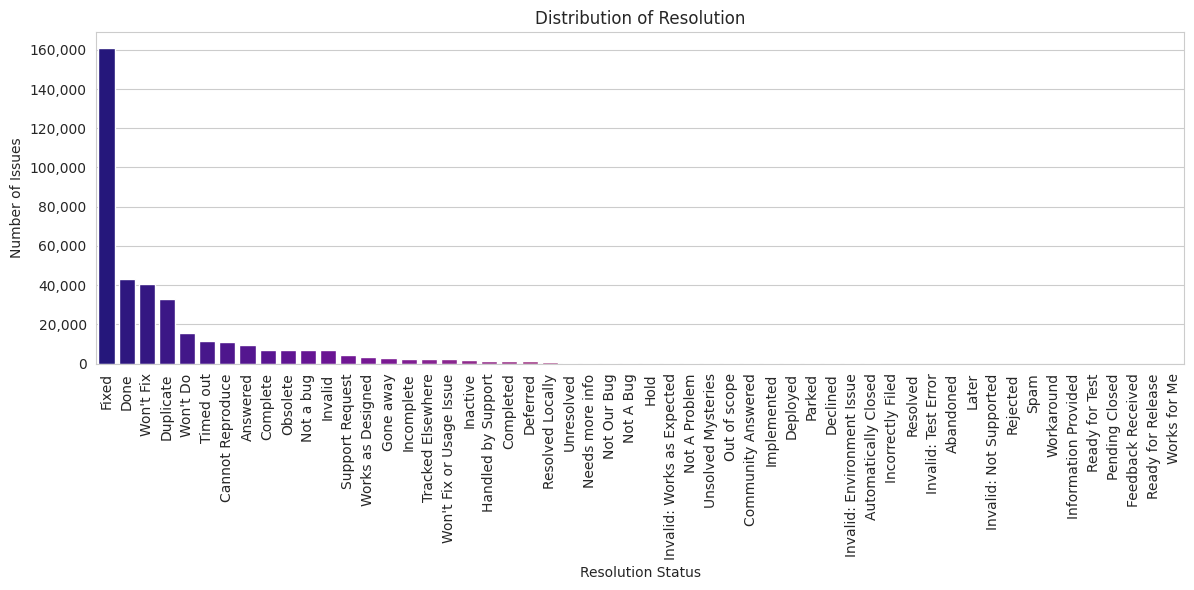 Distribution of Resolution
Number of Issues
160,000
140,000
120,000
100,000
80,000
60,000
40,000
20,000
0
Fixed
Done
Won't Fix
Duplicate
Won't Do
Timed out
Cannot Reproduce
Answered
Complete
Obsolete
Not a bug
Invalid
Support Request
Works as Designed
Gone away
Incomplete
Tracked Elsewhere
Won't Fix or Usage Issue
Inactive
Handled by Support
Completed
Deferred
Resolved Locally
Unresolved
Needs more info
Not Our Bug
Not A Bug
Hold
Invalid: Works as Expected
Not A Problem
Unsolved Mysteries
Out of scope
Community Answered
Implemented
Deployed
Parked
Declined
Invalid: Environment Issue
Automatically Closed
Incorrectly Filed
Resolved
Invalid: Test Error
Abandoned
Later
Invalid: Not Supported
Rejected
Spam
Workaround
Information Provided
Ready for Test
Pending Closed
Feedback Received
Ready for Release
Works for Me
Resolution Status